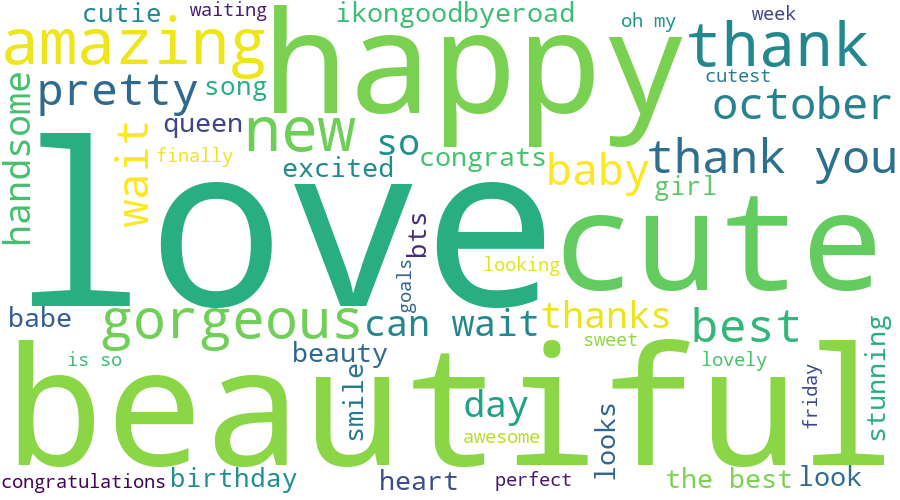 cutie
waiting
ikongoodbyeroad
oh my
week
amazing
happy
thank
cutest
handsome
pretty
song
october
queen
new
so
wait
finally
excited
congrats
baby
thank you
girl
love
bts
cute
looking
goals
babe
gorgeous
can wait
thanks
best
stunning
is so
beauty
sweet
lovely
beautiful
smile
day
awesome
looks
friday
congratulations
birthday
heart
perfect
the best
look